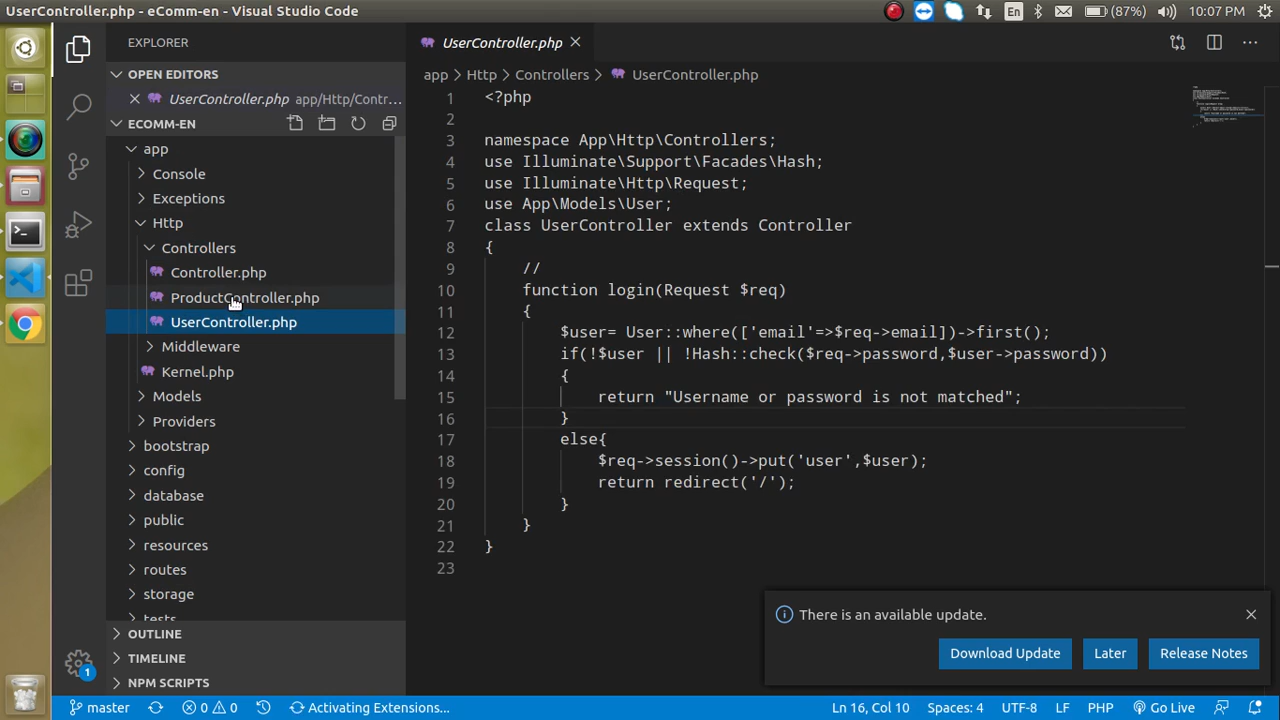 UserController.php - eComm-en - Visual Studio Code
En
(87%)
10:07 PM
EXPLORER
OPEN EDITORS
UserController.php app/Http/Contr...
ECOMM-EN
app
Console
Exceptions
Http
Controllers
Controller.php
ProductController.php
UserController.php
Middleware
Kernel.php
Models
Providers
bootstrap
config
database
public
resources
routes
storage
tests
OUTLINE
TIMELINE
NPM SCRIPTS
UserController.php
app > Http > Controllers > UserController.php
1 <?php
2
3 namespace App\Http\Controllers;
4 use Illuminate\Support\Facades\Hash;
5 use Illuminate\Http\Request;
6 use App\Models\User;
7 class UserController extends Controller
8 {
9 //
10 function login(Request $req)
11 {
12 $user= User::where(['email'=>$req->email])->first();
13 if(!$user || !Hash::check($req->password,$user->password))
14 {
15 return "Username or password is not matched";
16 }
17 else{
18 $req->session()->put('user',$user);
19 return redirect('/');
20 }
21 }
22 }
23
There is an available update.
Download Update
Later
Release Notes
1
master
0
0
Activating Extensions...
Ln 16, Col 10
Spaces: 4
UTF-8
LF
PHP
Go Live